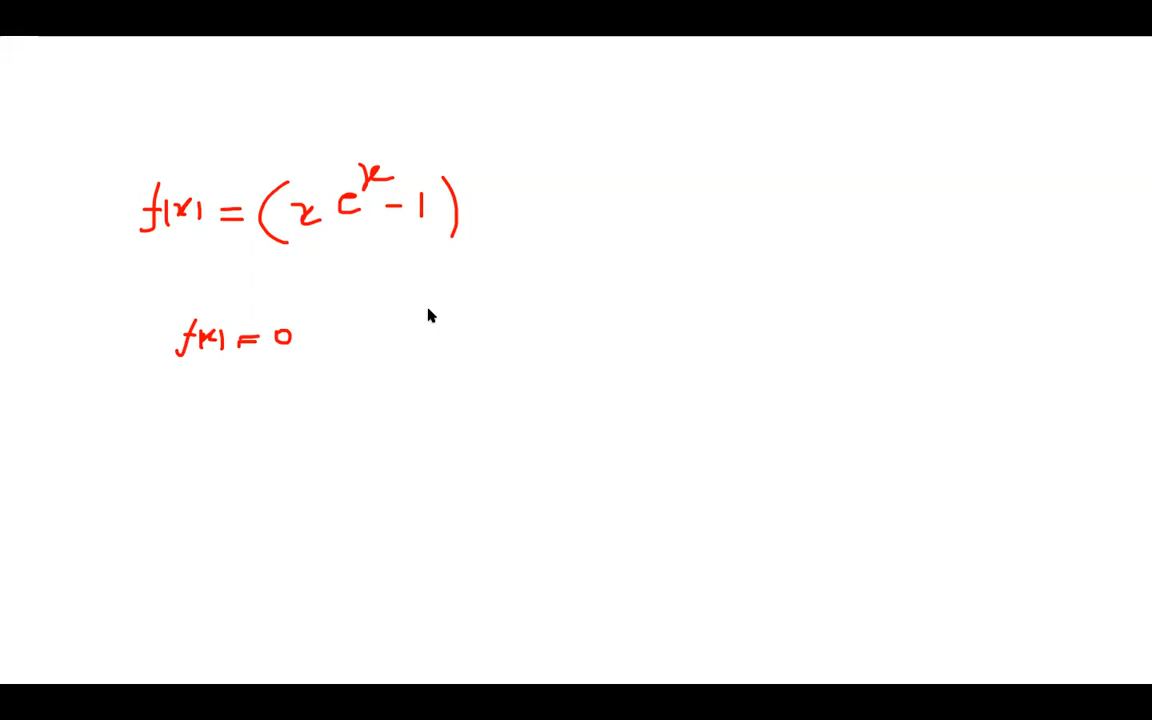 f(x) = (x e^x - 1)
f(x) = 0